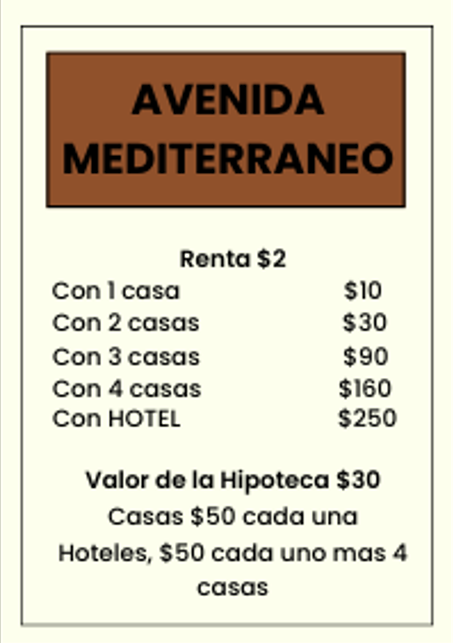 AVENIDA
MEDITERRANEO
Renta $2
Con 1 casa $10
Con 2 casas $30
Con 3 casas $90
Con 4 casas $160
Con HOTEL $250
Valor de la Hipoteca $30
Casas $50 cada una
Hoteles, $50 cada uno mas 4
casas